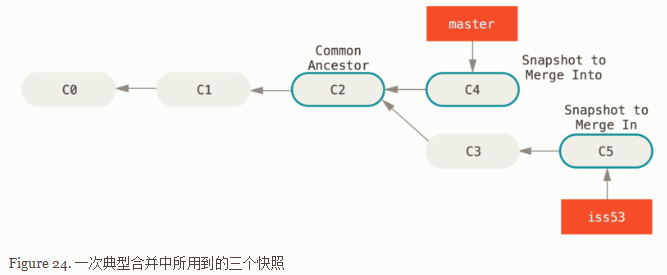 master
Common
Ancestor
Snapshot to
Merge Into
C0
C1
C2
C4
Snapshot to
Merge In
C3
C5
iss53
Figure 24. 一次典型合并中所用到的三个快照